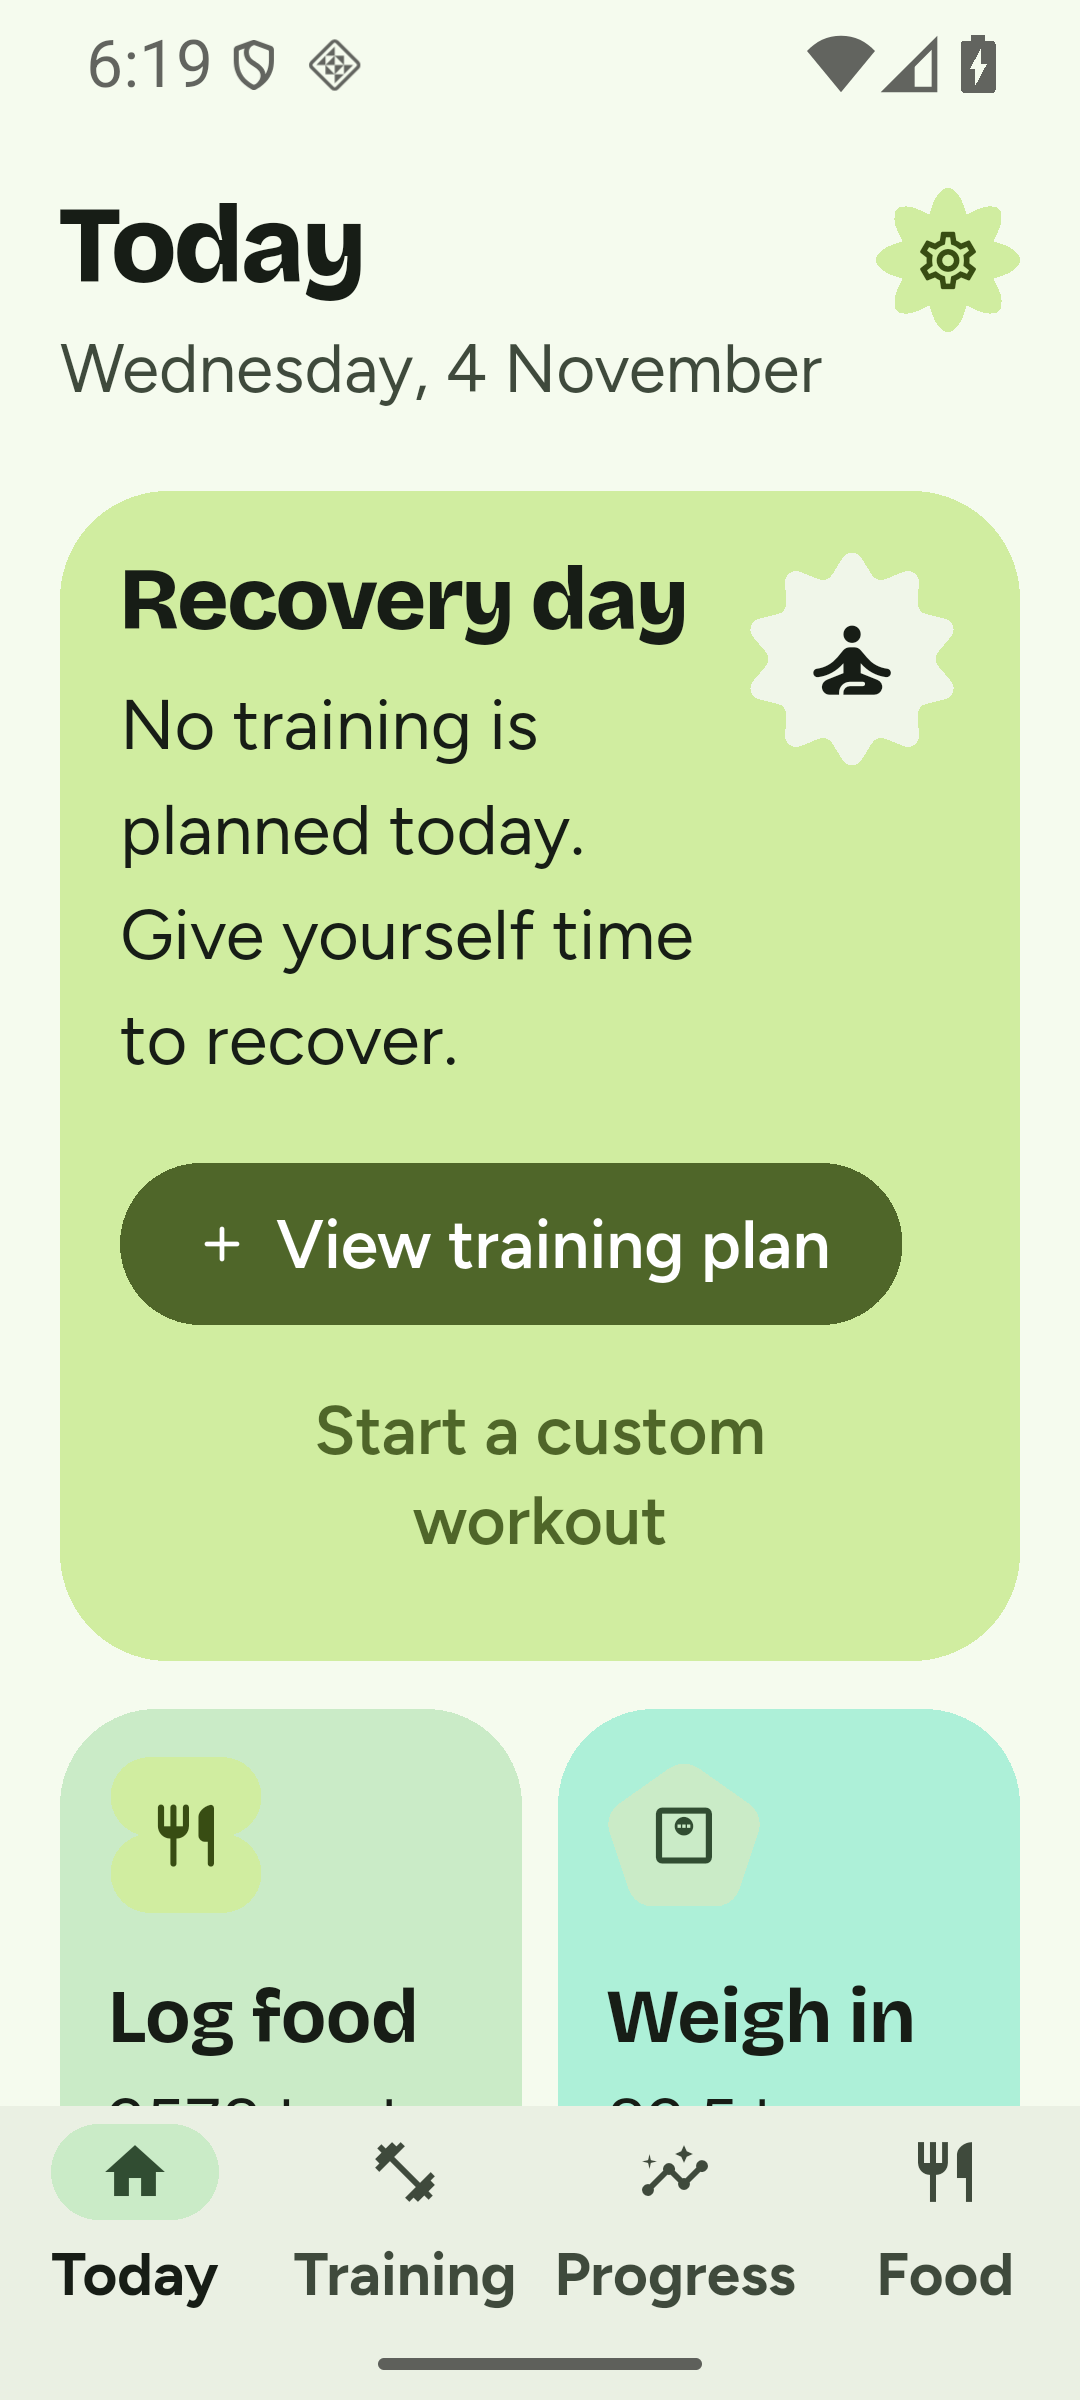 6:19
Today
Wednesday, 4 November
Recovery day
No training is
planned today.
Give yourself time
to recover.
+ View training plan
Start a custom
workout
Log food
Weigh in
Today
Training
Progress
Food